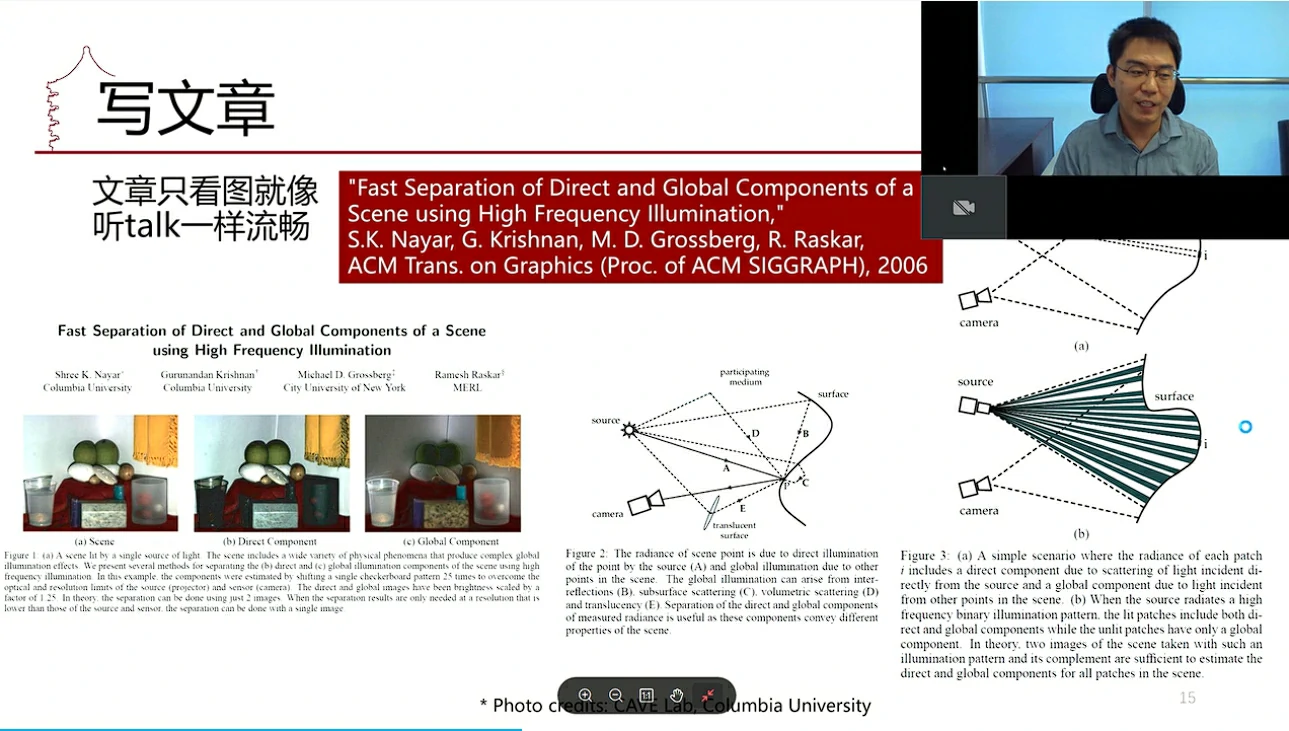 写文章
文章只看图就像
听talk一样流畅
"Fast Separation of Direct and Global Components of a
Scene using High Frequency Illumination,"
S.K. Nayar, G. Krishnan, M. D. Grossberg, R. Raskar,
ACM Trans. on Graphics (Proc. of ACM SIGGRAPH), 2006
Fast Separation of Direct and Global Components of a Scene
using High Frequency Illumination
Shree K. Nayar* Gurunandan Krishnan† Michael D. Grossberg‡ Ramesh Raskar§
Columbia University Columbia University City University of New York MERL
(a) Scene (b) Direct Component (c) Global Component
Figure 1: (a) A scene lit by a single source of light. The scene includes a wide variety of physical phenomena that produce complex global
illumination effects. We present several methods for separating the (b) direct and (c) global illumination components of the scene using high
frequency illumination. In this example, the components were estimated by shifting a single checkerboard pattern 25 times to overcome the
optical and resolution limits of the source (projector) and sensor (camera). The direct and global images have been brightness scaled by a
factor of 1.25. In theory, the separation can be done using just 2 images. When the separation results are only needed at a resolution that is
lower than those of the source and sensor, the separation can be done with a single image.
participating
medium
surface
source
D
B
A
C
P
E
camera
translucent
surface
Figure 2: The radiance of scene point is due to direct illumination
of the point by the source (A) and global illumination due to other
points in the scene. The global illumination can arise from inter-
reflections (B), subsurface scattering (C), volumetric scattering (D)
and translucency (E). Separation of the direct and global components
of measured radiance is useful as these components convey different
properties of the scene.
i
camera
(a)
source
surface
i
camera
(b)
Figure 3: (a) A simple scenario where the radiance of each patch
i includes a direct component due to scattering of light incident di-
rectly from the source and a global component due to light incident
from other points in the scene. (b) When the source radiates a high
frequency binary illumination pattern, the lit patches include both di-
rect and global components while the unlit patches have only a global
component. In theory, two images of the scene taken with such an
illumination pattern and its complement are sufficient to estimate the
direct and global components for all patches in the scene.
1:1
* Photo credits: CAVE Lab, Columbia University
15